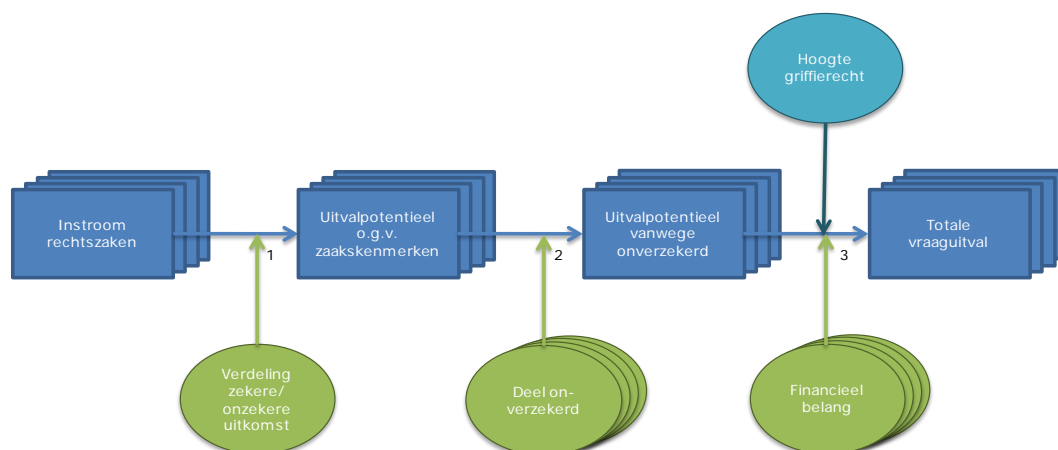 Hoogte
griffierecht
Instroom
rechtszaken
Uitvalpotentieel
o.g.v.
zaakskenmerken
Uitvalpotentieel
vanwege
onverzekerd
Totale
vraaguitval
1
2
3
Verdeling
zekere/
onzekere
uitkomst
Deel on-
verzekerd
Financieel
belang